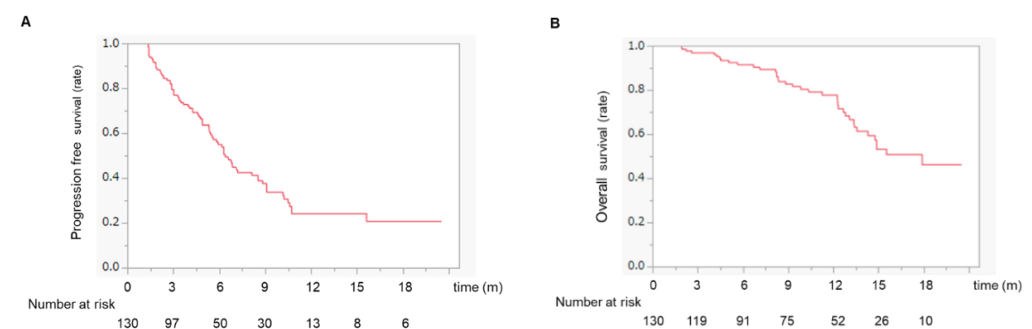 A
Progression free survival (rate)
1.0
0.8
0.6
0.4
0.2
0.0
0 3 6 9 12 15 18 time (m)
Number at risk
130 97 50 30 13 8 6
B
Overall survival (rate)
1.0
0.8
0.6
0.4
0.2
0.0
0 3 6 9 12 15 18 time (m)
Number at risk
130 119 91 75 52 26 10